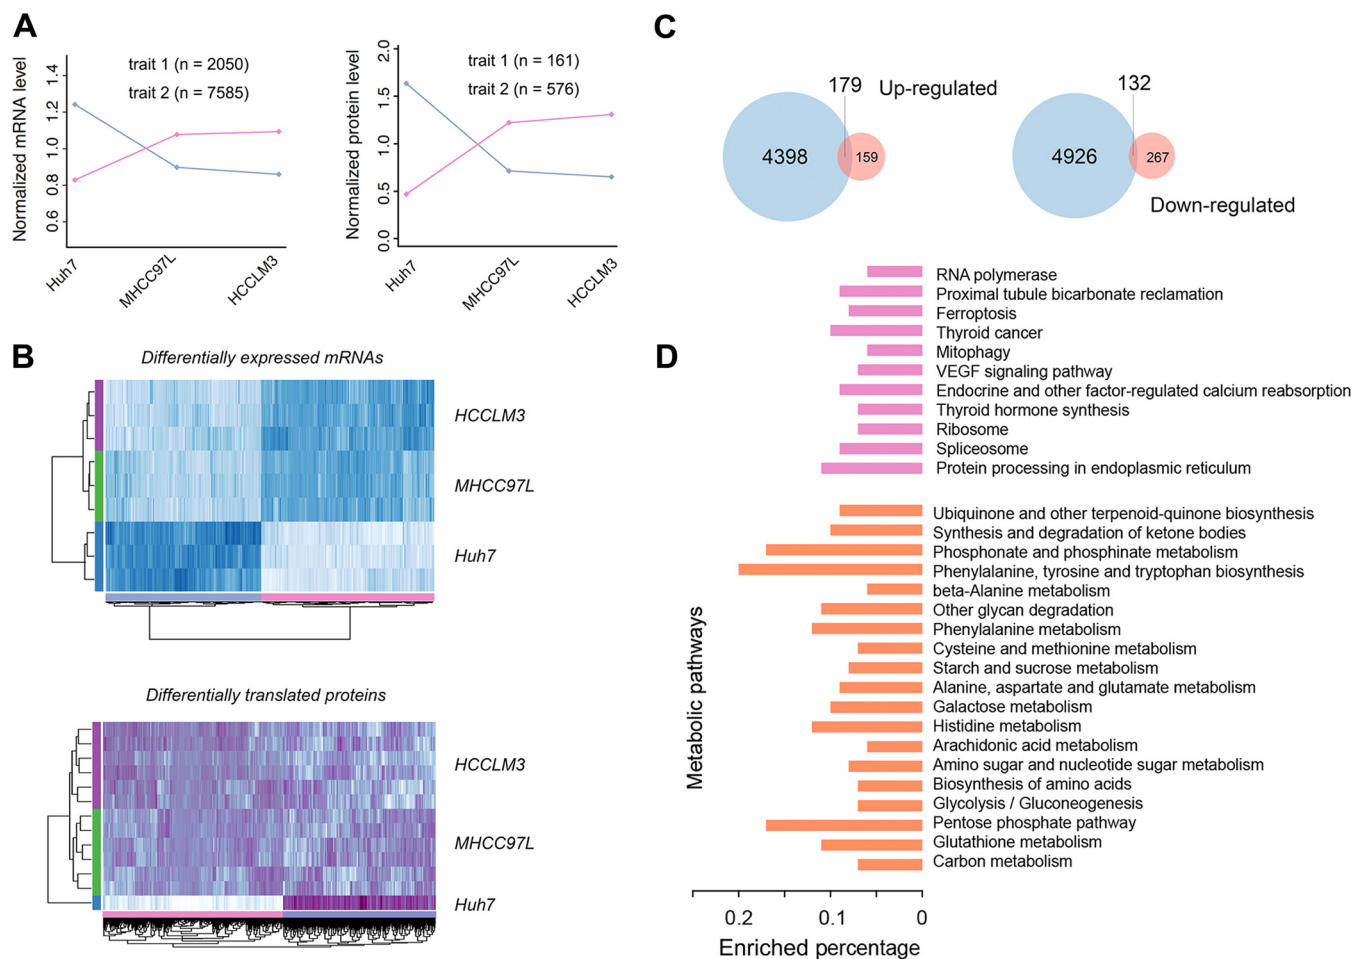 A
Normalized mRNA level
1.4
1.2
1.0
0.8
0.6
trait 1 (n = 2050)
trait 2 (n = 7585)
Huh7
MHCC97L
HCCLM3
Normalized protein level
2.0
1.5
1.0
0.5
0.0
trait 1 (n = 161)
trait 2 (n = 576)
Huh7
MHCC97L
HCCLM3
B
Differentially expressed mRNAs
HCCLM3
MHCC97L
Huh7
Differentially translated proteins
HCCLM3
MHCC97L
Huh7
C
179
Up-regulated
4398
159
132
4926
267
Down-regulated
D
RNA polymerase
Proximal tubule bicarbonate reclamation
Ferroptosis
Thyroid cancer
Mitophagy
VEGF signaling pathway
Endocrine and other factor-regulated calcium reabsorption
Thyroid hormone synthesis
Ribosome
Spliceosome
Protein processing in endoplasmic reticulum
Metabolic pathways
Ubiquinone and other terpenoid-quinone biosynthesis
Synthesis and degradation of ketone bodies
Phosphonate and phosphinate metabolism
Phenylalanine, tyrosine and tryptophan biosynthesis
beta-Alanine metabolism
Other glycan degradation
Phenylalanine metabolism
Cysteine and methionine metabolism
Starch and sucrose metabolism
Alanine, aspartate and glutamate metabolism
Galactose metabolism
Histidine metabolism
Arachidonic acid metabolism
Amino sugar and nucleotide sugar metabolism
Biosynthesis of amino acids
Glycolysis / Gluconeogenesis
Pentose phosphate pathway
Glutathione metabolism
Carbon metabolism
0.2
0.1
0
Enriched percentage